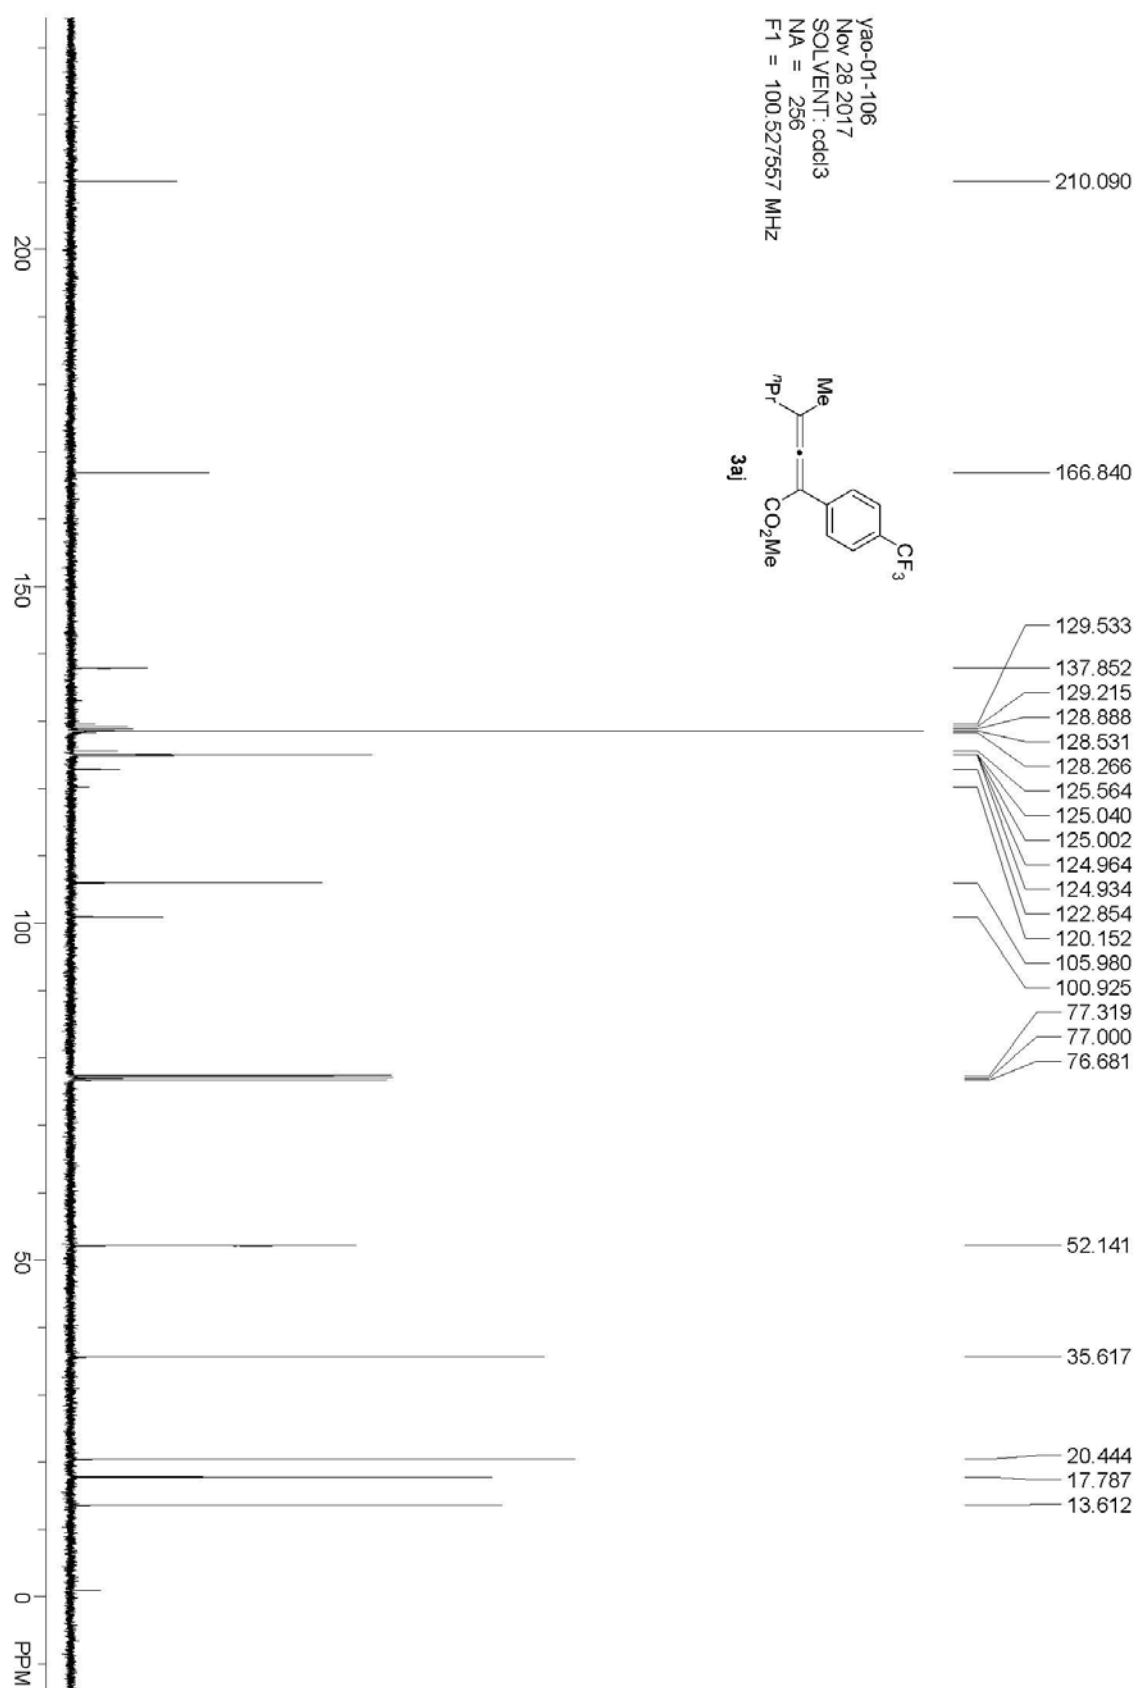 yao-01-106
Nov 28 2017
SOLVENT: cdcl3
NA = 256
F1 = 100.527557 MHz
Me
nPr
CO2Me
CF3
3aj
210.090
166.840
129.533
137.852
129.215
128.888
128.531
128.266
125.564
125.040
125.002
124.964
124.934
122.854
120.152
105.980
100.925
77.319
77.000
76.681
52.141
35.617
20.444
17.787
13.612
200
150
100
50
0
PPM